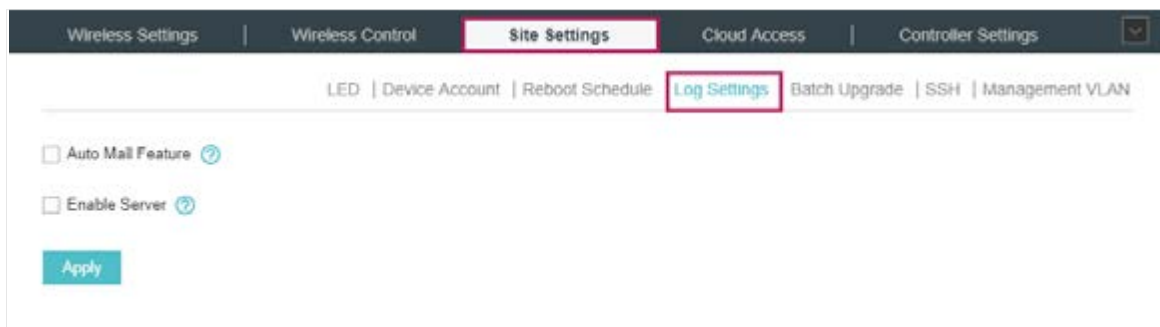 Wireless Settings | Wireless Control Site Settings Cloud Access | Controller Settings
LED | Device Account | Reboot Schedule Log Settings Batch Upgrade | SSH | Management VLAN
Auto Mail Feature ?
Enable Server ?
Apply